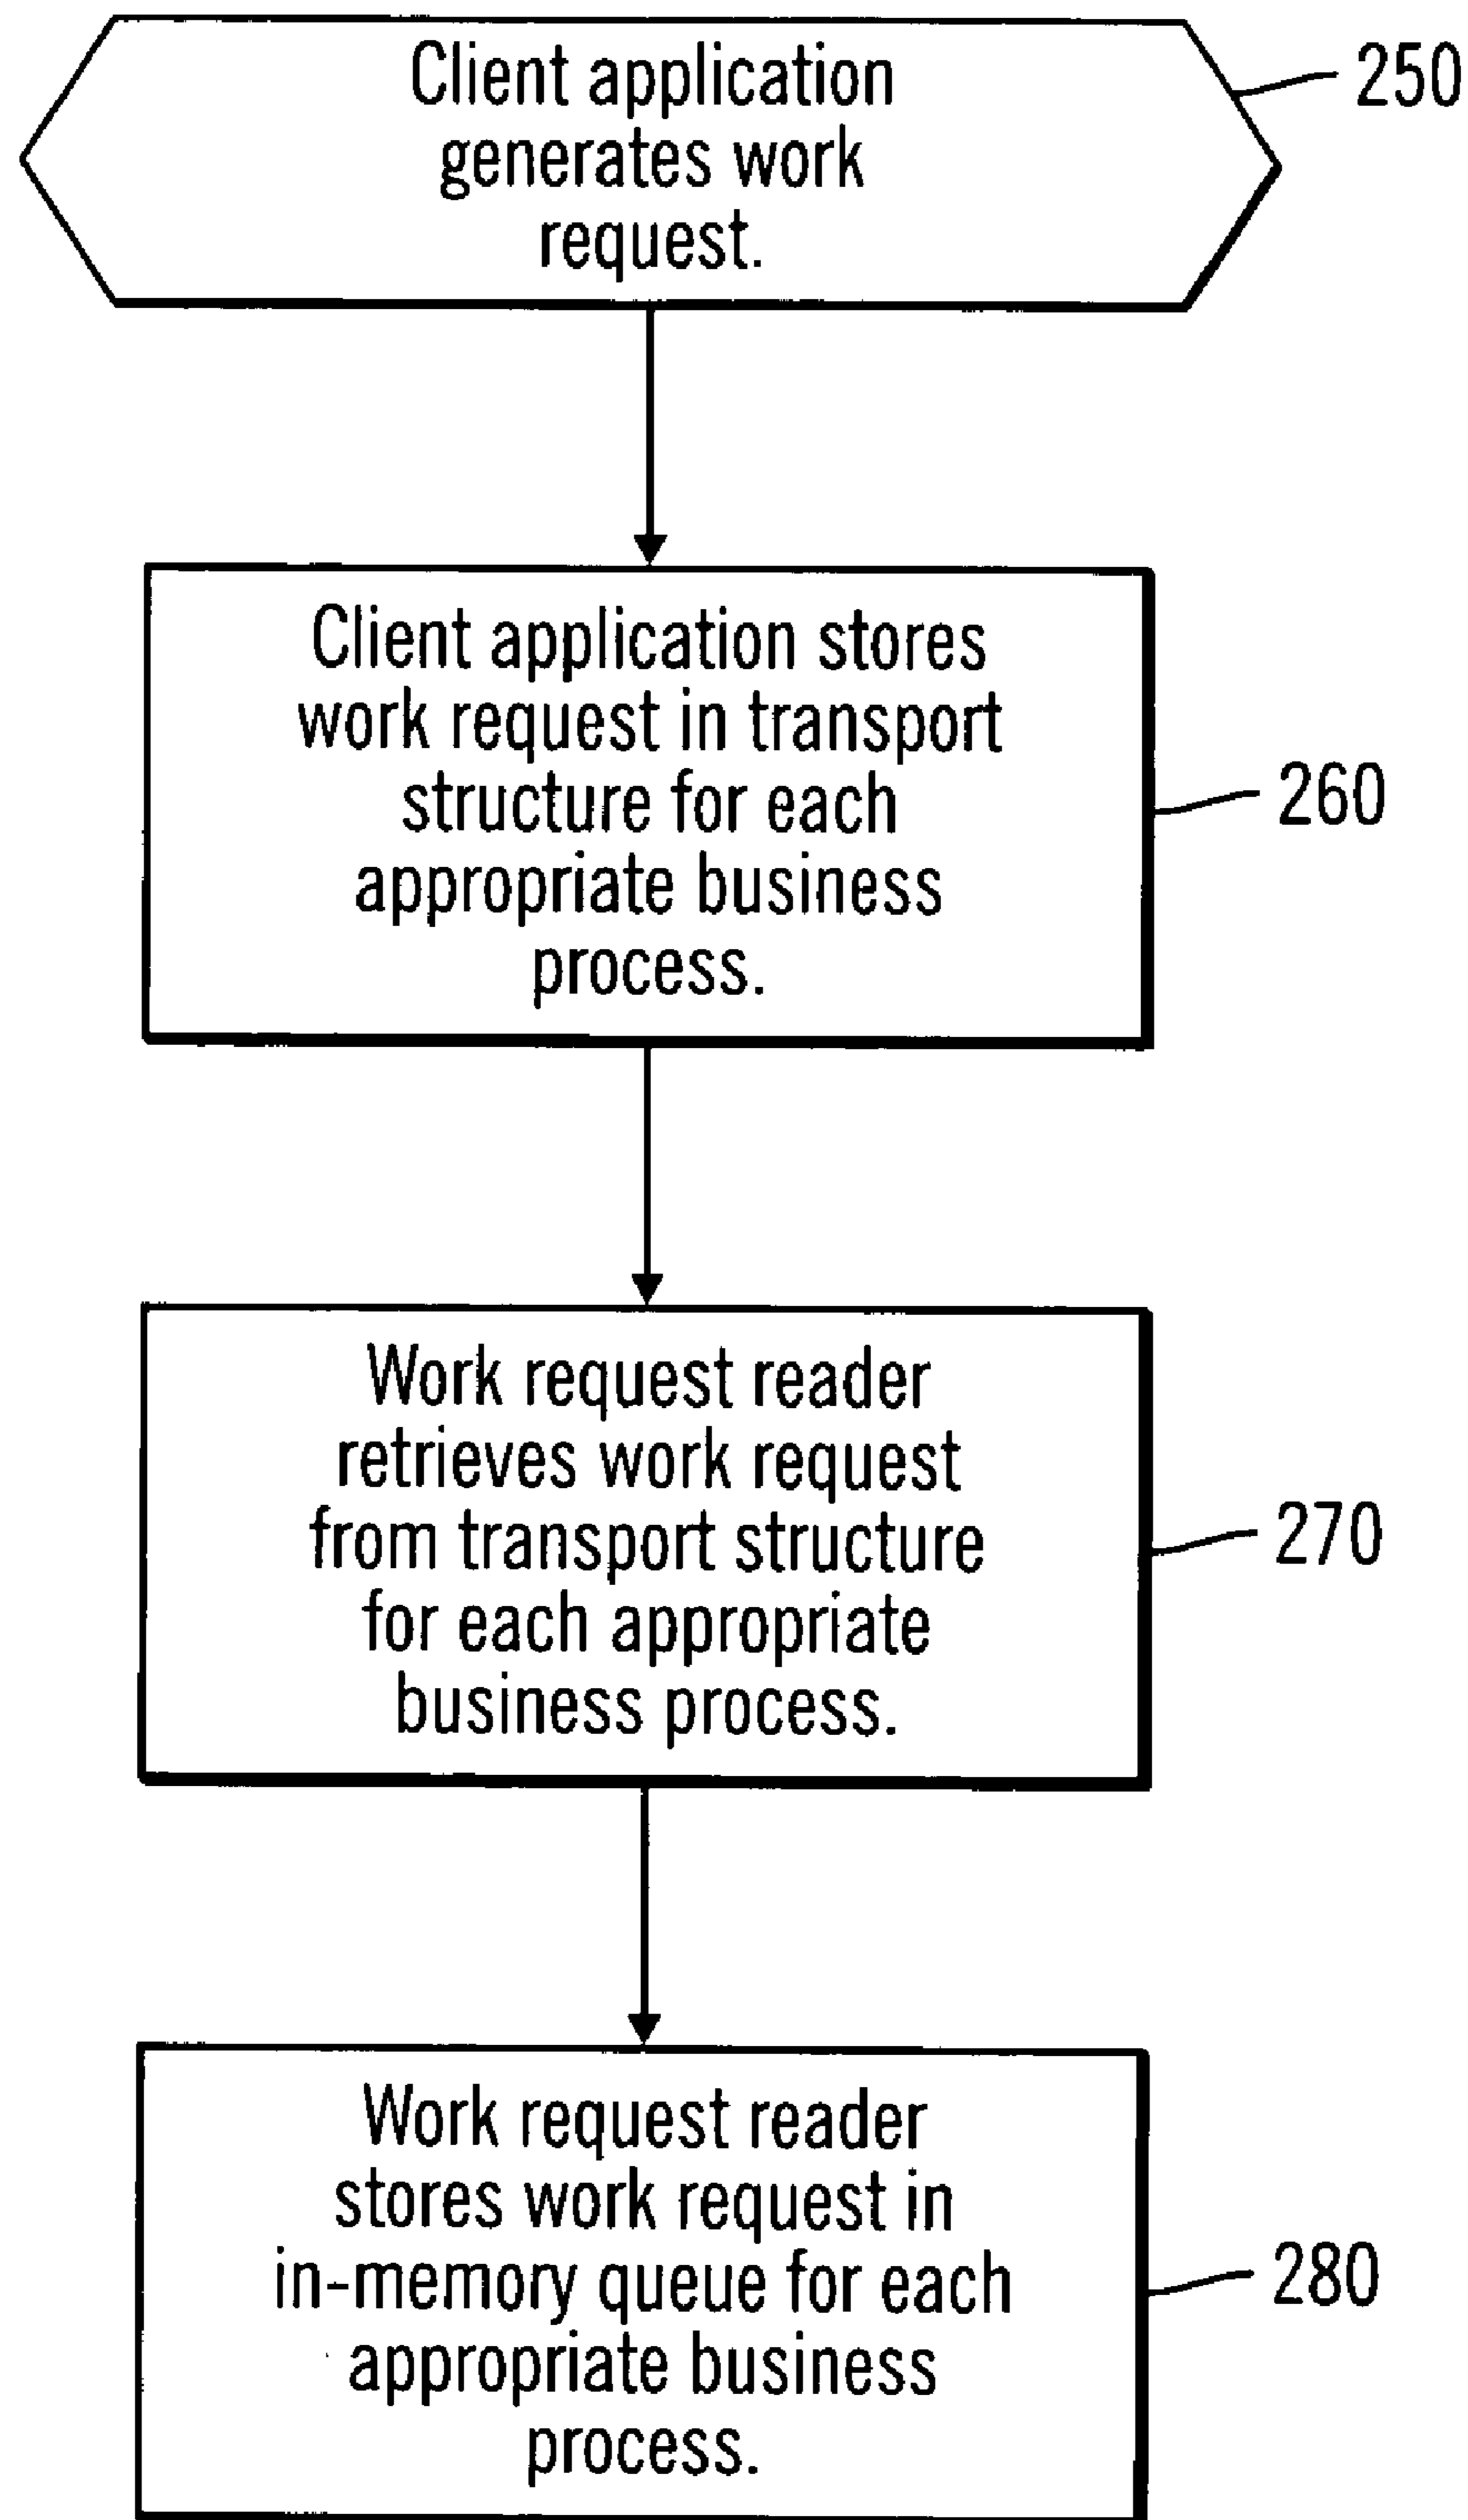 Client application
generates work
request.
250
Client application stores
work request in transport
structure for each
appropriate business
process.
260
Work request reader
retrieves work request
from transport structure
for each appropriate
business process.
270
Work request reader
stores work request in
in-memory queue for each
appropriate business
process.
280